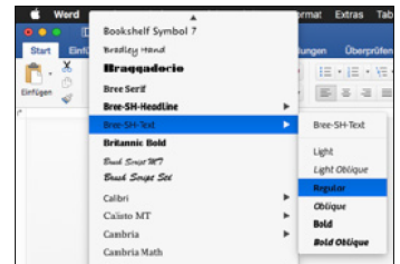 Word
rmat Extras Tab
Start Einfü
ungen Überprüfen
Einfügen
Bookshelf Symbol 7
Bradley Hand
Braggadocio
Bree Serif
Bree-SH-Headline
Bree-SH-Text
Britannic Bold
Brush Script MT
Brush Script Std
Calibri
Calisto MT
Cambria
Cambria Math
Bree-SH-Text
Light
Light Oblique
Regular
Oblique
Bold
Bold Oblique